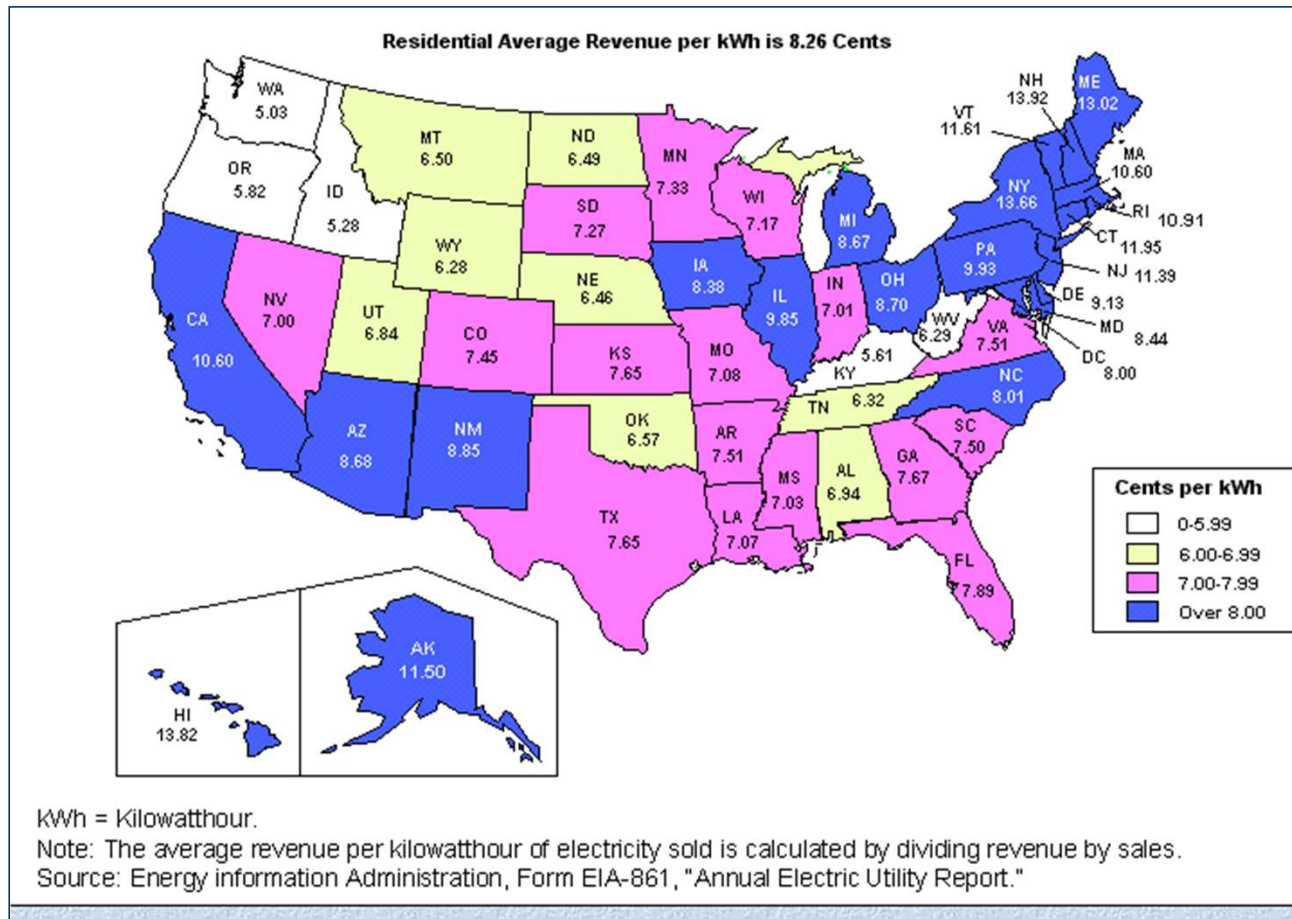 Residential Average Revenue per kWh is 8.26 Cents
WA
5.03
OR
5.82
ID
5.28
MT
6.50
ND
6.49
MN
7.33
SD
7.27
WI
7.17
WY
6.28
NE
6.46
IA
8.38
MI
8.67
NV
7.00
UT
6.84
CO
7.45
CA
10.60
KS
7.65
MO
7.08
IL
9.85
IN
7.01
OH
8.70
WV
6.29
VA
7.51
5.61
KY
AZ
8.68
NM
8.85
OK
6.57
AR
7.51
TN
6.32
NC
8.01
SC
7.50
TX
7.65
LA
7.07
MS
7.03
AL
6.94
GA
7.67
FL
7.89
NH
13.92
ME
13.02
VT
11.61
MA
10.60
NY
13.66
RI 10.91
CT
11.95
PA
9.93
NJ 11.39
DE
9.13
MD
8.44
DC
8.00
HI
13.82
AK
11.50
Cents per kWh
0-5.99
6.00-6.99
7.00-7.99
Over 8.00
kWh = Kilowatthour.
Note: The average revenue per kilowatthour of electricity sold is calculated by dividing revenue by sales.
Source: Energy information Administration, Form EIA-861, "Annual Electric Utility Report."